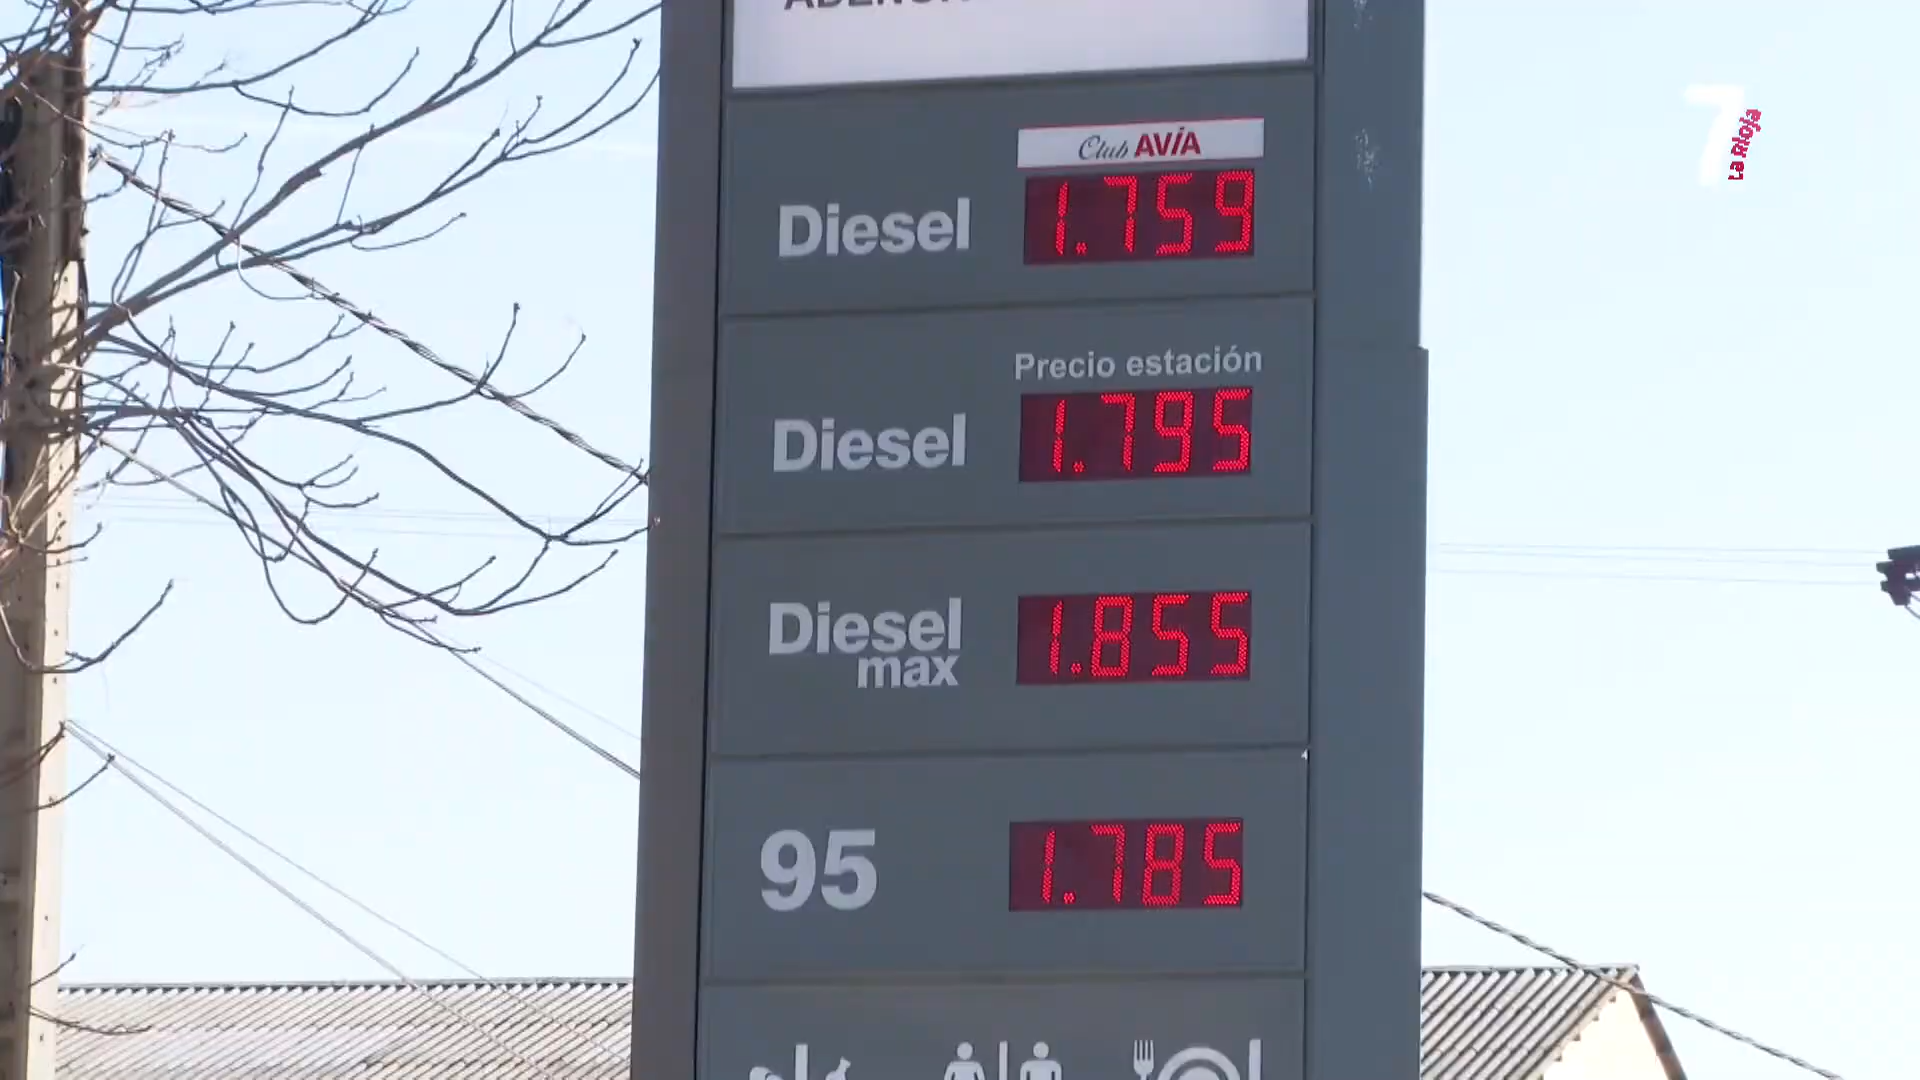 7
La Rioja
Club AVÍA
Diesel 1.759
Precio estación
Diesel 1.795
Diesel
max 1.855
95 1.785